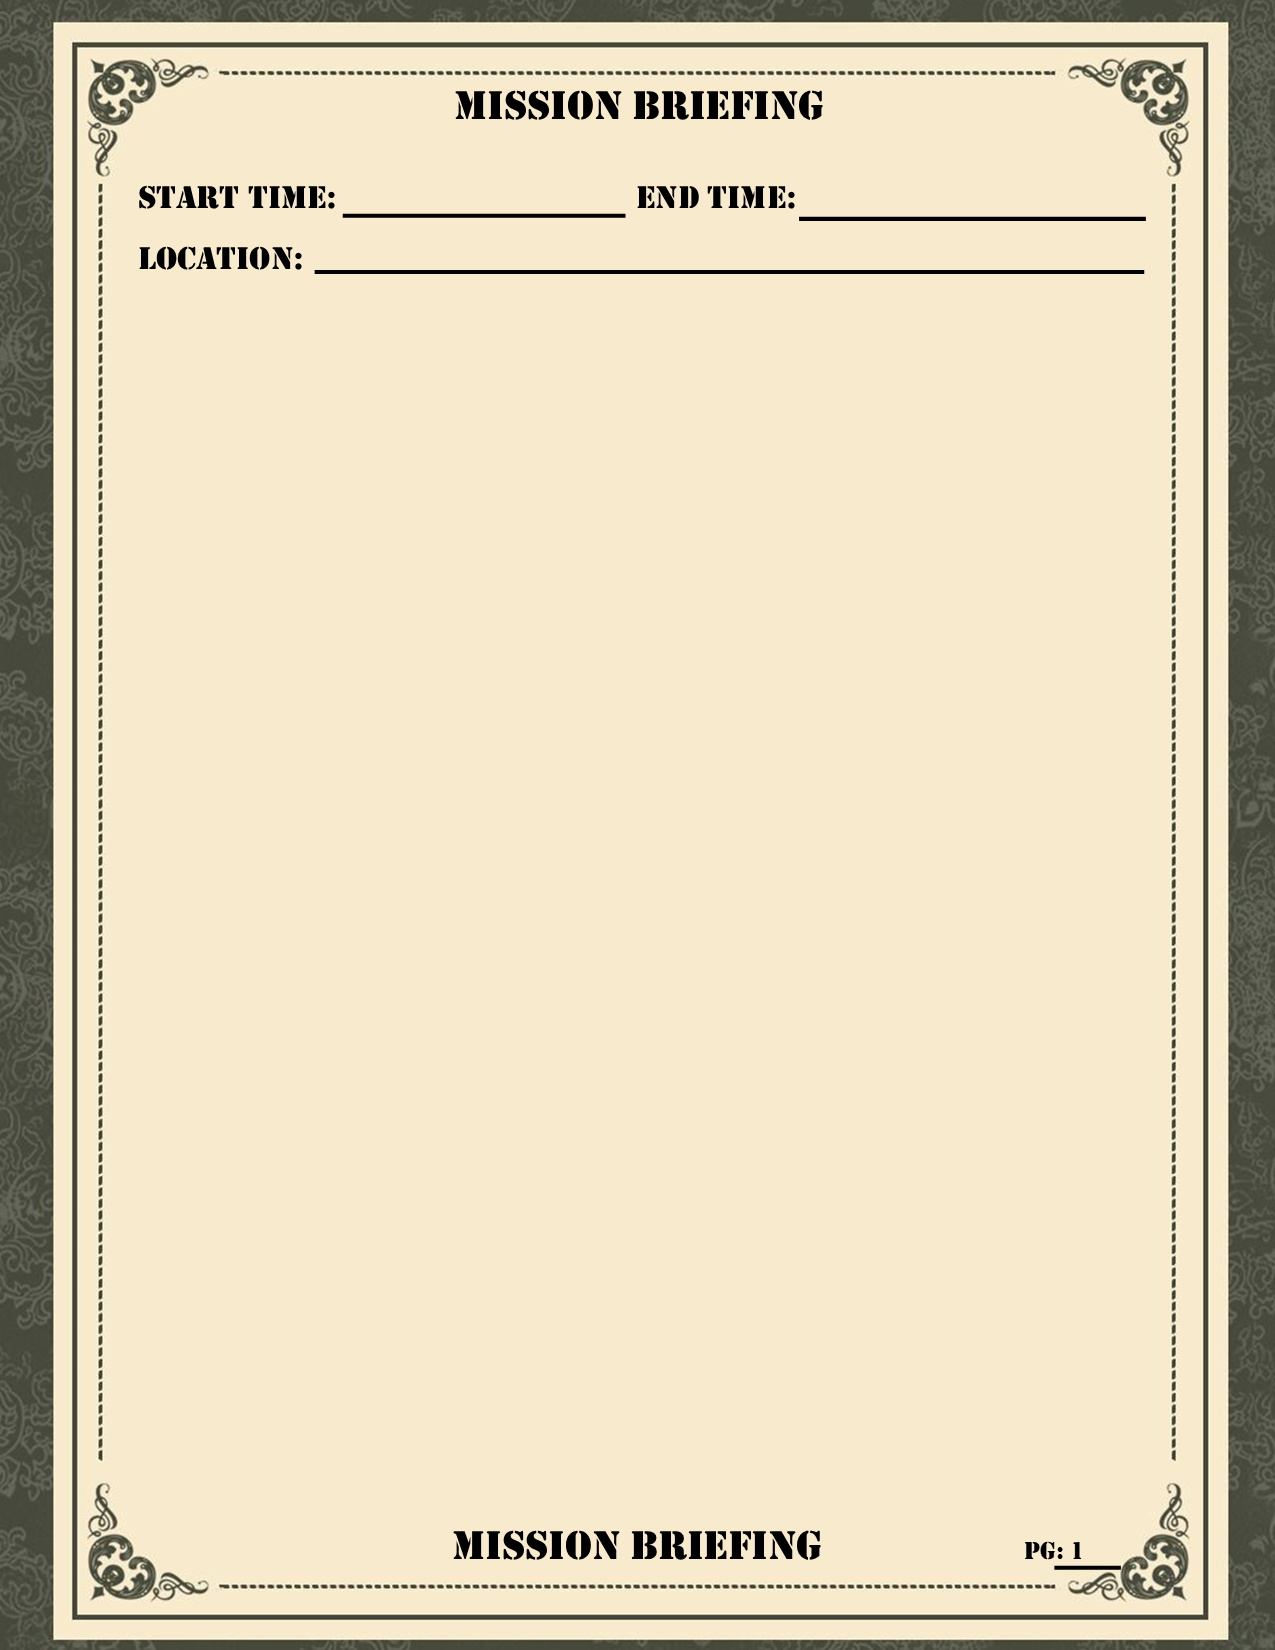 MISSION BRIEFING
START TIME: END TIME:
LOCATION:
MISSION BRIEFING
PG: 1